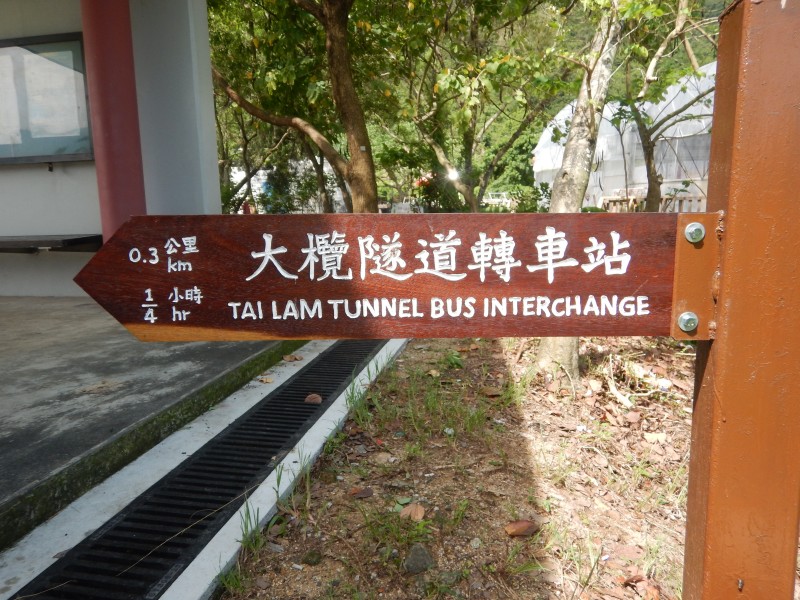 0.3 公里
km
1/4 小時
hr
大欖隧道轉車站
TAI LAM TUNNEL BUS INTERCHANGE